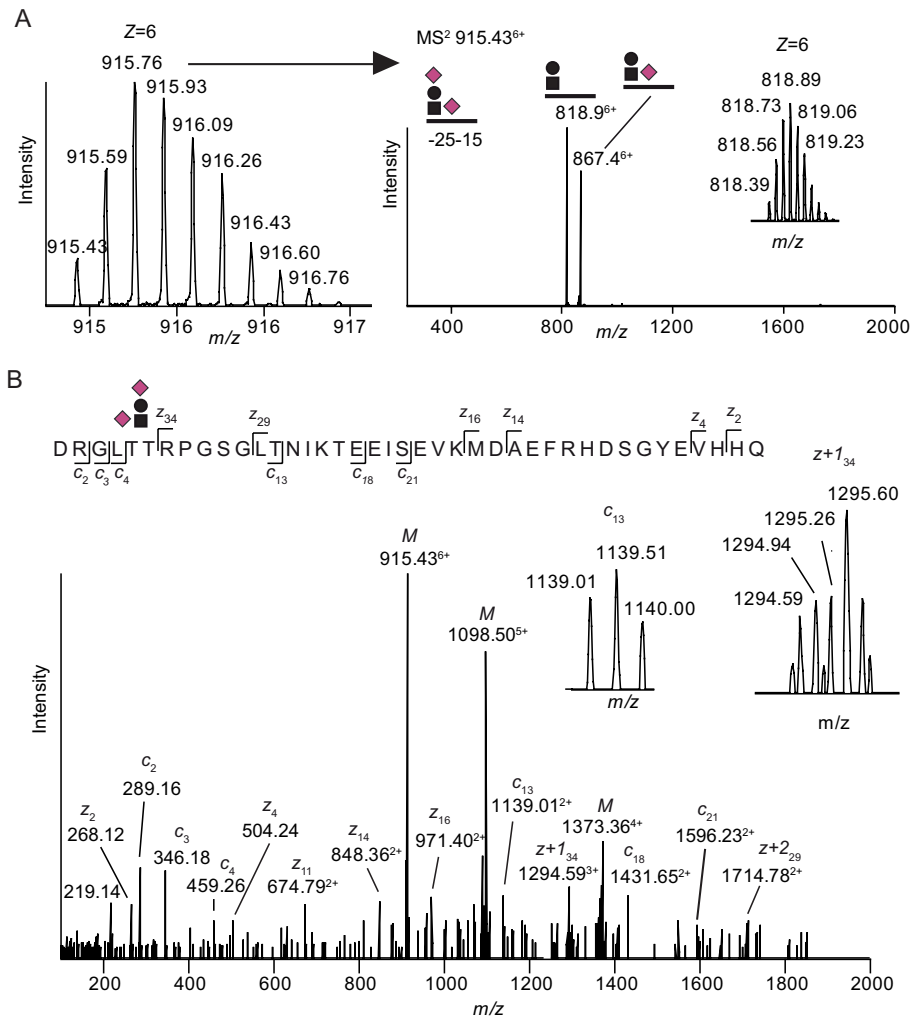 A
Z=6
915.76
915.93
916.09
915.59
916.26
916.43
915.43
916.60
916.76
Intensity
915
916
916
917
m/z
MS² 915.43⁶⁺
-25-15
818.9⁶⁺
867.4⁶⁺
Intensity
400
800
1200
1600
2000
m/z
Z=6
818.89
818.73
819.06
818.56
819.23
818.39
m/z
B
z₃₄
z₂₉
z₁₆
z₁₄
z₄
z₂
DRGLTTRPGSGLTNIKTEEISEVKMDAEFRHDSGYEVHHQ
c₂
c₃
c₄
c₁₃
c₁₈
c₂₁
M
915.43⁶⁺
M
1098.50⁵⁺
c₁₃
1139.51
1139.01
1140.00
m/z
z+1₃₄
1295.60
1295.26
1294.94
1294.59
m/z
Intensity
219.14
z₂
268.12
c₂
289.16
c₃
346.18
c₄
459.26
z₄
504.24
z₁₁
674.79²⁺
z₁₄
848.36²⁺
z₁₆
971.40²⁺
c₁₃
1139.01²⁺
z+1₃₄
1294.59³⁺
M
1373.36⁴⁺
c₁₈
1431.65²⁺
c₂₁
1596.23²⁺
z+2₂₉
1714.78²⁺
200
400
600
800
1000
1200
1400
1600
1800
2000
m/z